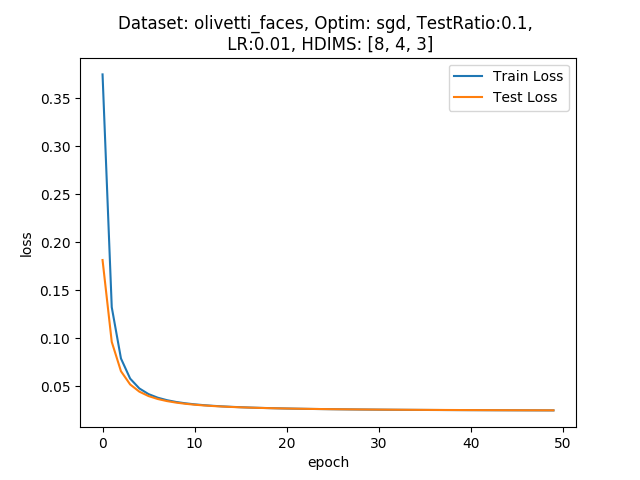 Dataset: olivetti_faces, Optim: sgd, TestRatio:0.1,
LR:0.01, HDIMS: [8, 4, 3]
Train Loss
Test Loss
loss
0.35
0.30
0.25
0.20
0.15
0.10
0.05
0 10 20 30 40 50
epoch